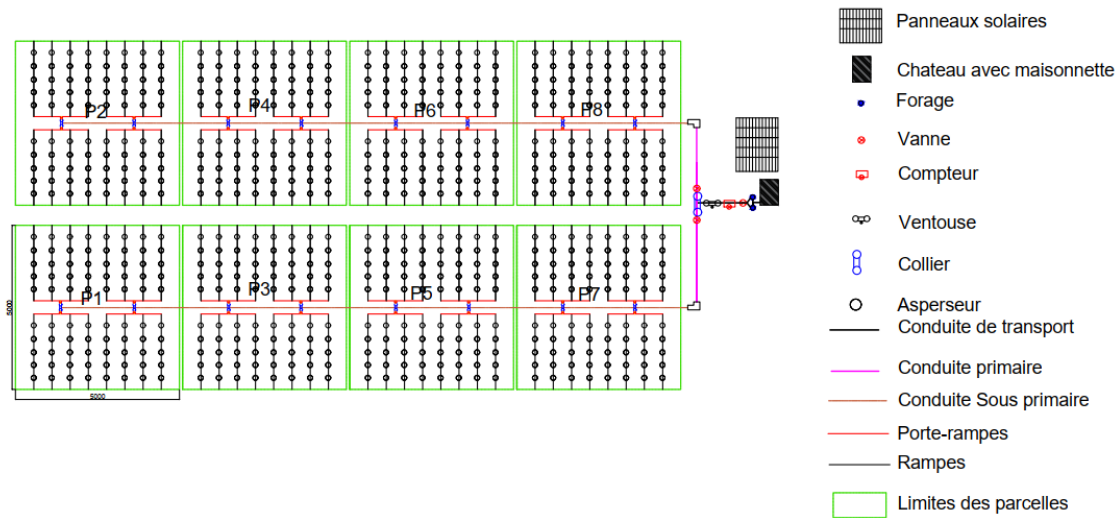 P2
P4
P6
P8
P1
P3
P5
P7
5000
5000
Panneaux solaires
Chateau avec maisonnette
Forage
Vanne
Compteur
Ventouse
Collier
Asperseur
Conduite de transport
Conduite primaire
Conduite Sous primaire
Porte-rampes
Rampes
Limites des parcelles